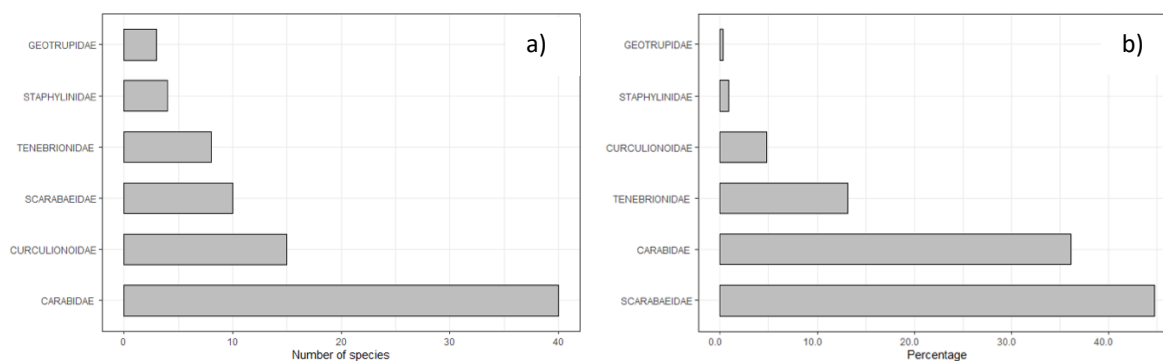 a)
GEOTRUPIDAE
STAPHYLINIDAE
TENEBRIONIDAE
SCARABAEIDAE
CURCULIONOIDAE
CARABIDAE
0 10 20 30 40
Number of species
b)
GEOTRUPIDAE
STAPHYLINIDAE
CURCULIONOIDAE
TENEBRIONIDAE
CARABIDAE
SCARABAEIDAE
0.0 10.0 20.0 30.0 40.0
Percentage